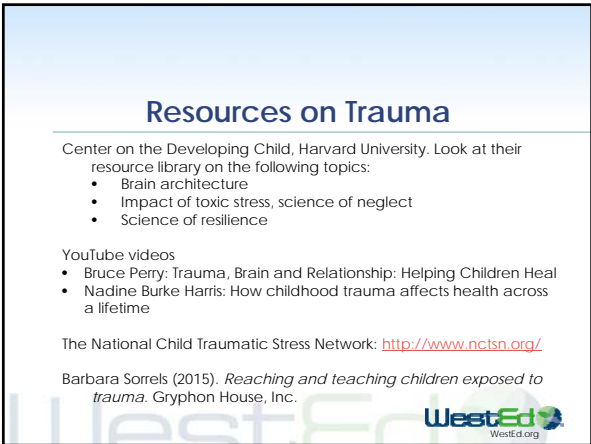 Resources on Trauma
Center on the Developing Child, Harvard University. Look at their
resource library on the following topics:
• Brain architecture
• Impact of toxic stress, science of neglect
• Science of resilience
YouTube videos
• Bruce Perry: Trauma, Brain and Relationship: Helping Children Heal
• Nadine Burke Harris: How childhood trauma affects health across
a lifetime
The National Child Traumatic Stress Network: http://www.nctsn.org/
Barbara Sorrels (2015). Reaching and teaching children exposed to
trauma. Gryphon House, Inc.
WestEd
WestEd.org
WestEd